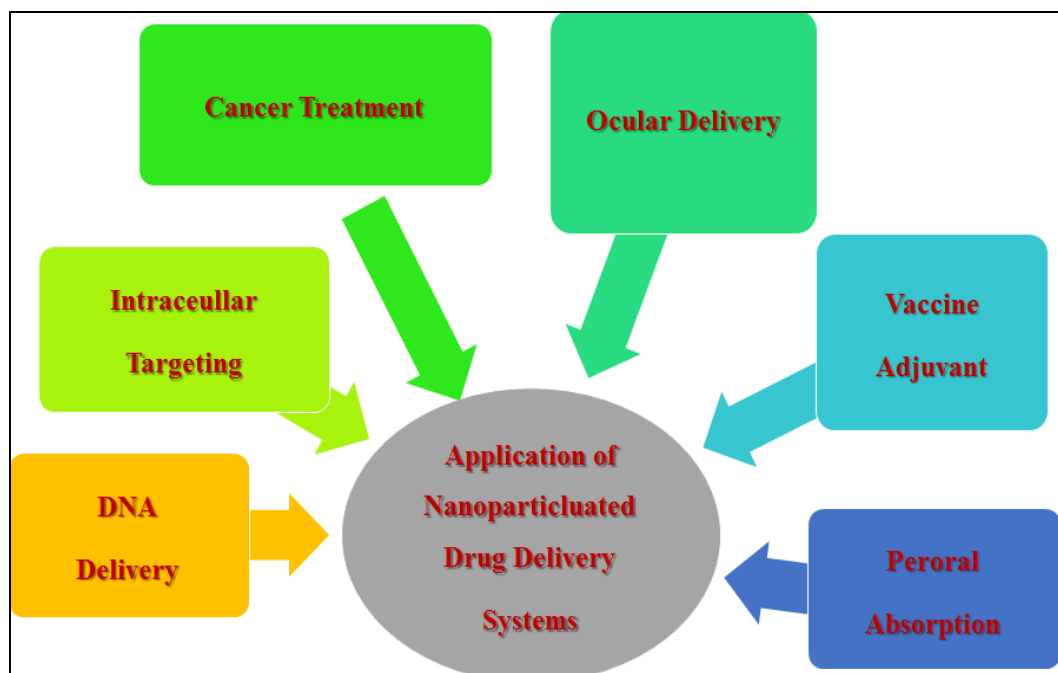 Cancer Treatment
Ocular Delivery
Intraceullar
Targeting
Vaccine
Adjuvant
DNA
Delivery
Application of
Nanoparticluated
Drug Delivery
Systems
Peroral
Absorption